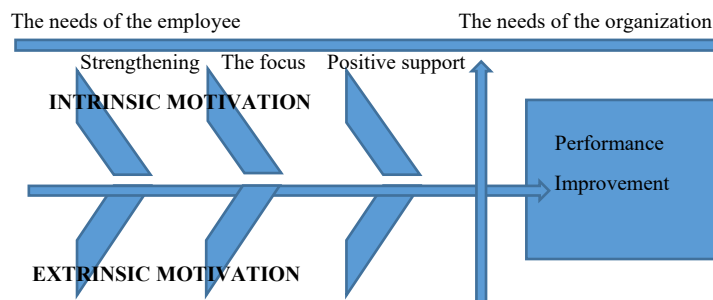 The needs of the employee
The needs of the organization
Strengthening The focus Positive support
INTRINSIC MOTIVATION
Performance
Improvement
EXTRINSIC MOTIVATION